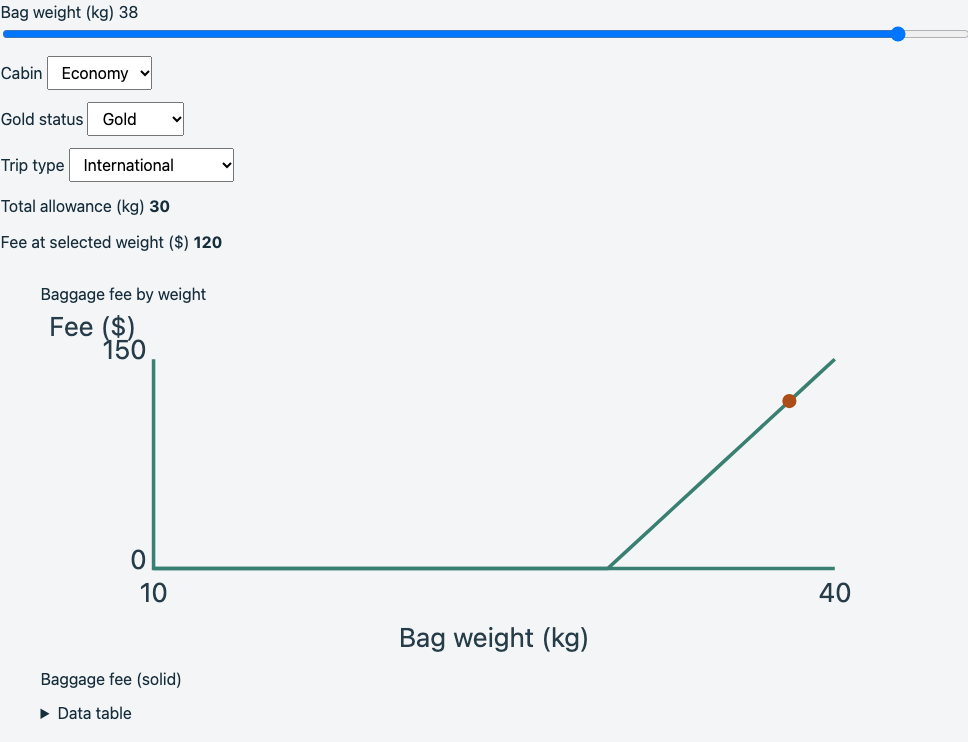 Bag weight (kg) 38
Cabin Economy
Gold status Gold
Trip type International
Total allowance (kg) 30
Fee at selected weight ($) 120
Baggage fee by weight
Fee ($)
150
0
10 40
Bag weight (kg)
Baggage fee (solid)
Data table